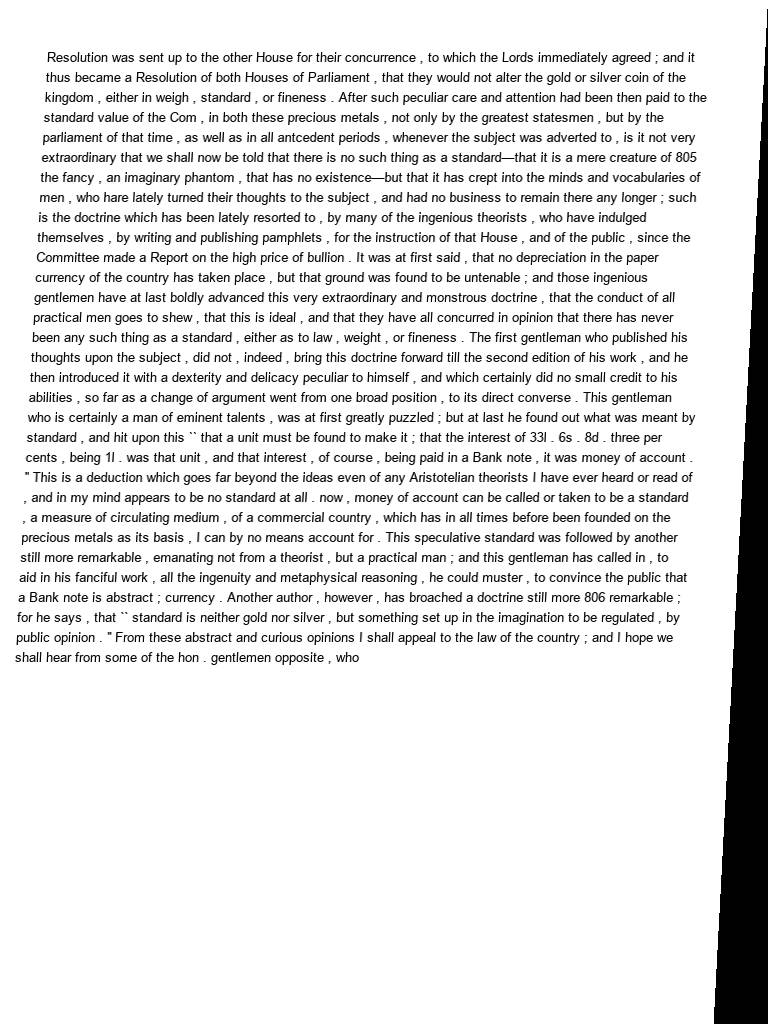 Resolution was sent up to the other House for their concurrence , to which the Lords immediately agreed ; and it
thus became a Resolution of both Houses of Parliament , that they would not alter the gold or silver coin of the
kingdom , either in weigh , standard , or fineness . After such peculiar care and attention had been then paid to the
standard value of the Com , in both these precious metals , not only by the greatest statesmen , but by the
parliament of that time , as well as in all antcedent periods , whenever the subject was adverted to , is it not very
extraordinary that we shall now be told that there is no such thing as a standard—that it is a mere creature of 805
the fancy , an imaginary phantom , that has no existence—but that it has crept into the minds and vocabularies of
men , who hare lately turned their thoughts to the subject , and had no business to remain there any longer ; such
is the doctrine which has been lately resorted to , by many of the ingenious theorists , who have indulged
themselves , by writing and publishing pamphlets , for the instruction of that House , and of the public , since the
Committee made a Report on the high price of bullion . It was at first said , that no depreciation in the paper
currency of the country has taken place , but that ground was found to be untenable ; and those ingenious
gentlemen have at last boldly advanced this very extraordinary and monstrous doctrine , that the conduct of all
practical men goes to shew , that this is ideal , and that they have all concurred in opinion that there has never
been any such thing as a standard , either as to law , weight , or fineness . The first gentleman who published his
thoughts upon the subject , did not , indeed , bring this doctrine forward till the second edition of his work , and he
then introduced it with a dexterity and delicacy peculiar to himself , and which certainly did no small credit to his
abilities , so far as a change of argument went from one broad position , to its direct converse . This gentleman
who is certainly a man of eminent talents , was at first greatly puzzled ; but at last he found out what was meant by
standard , and hit upon this `` that a unit must be found to make it ; that the interest of 33l . 6s . 8d . three per
cents , being 1l . was that unit , and that interest , of course , being paid in a Bank note , it was money of account .
" This is a deduction which goes far beyond the ideas even of any Aristotelian theorists I have ever heard or read of
, and in my mind appears to be no standard at all . now , money of account can be called or taken to be a standard
, a measure of circulating medium , of a commercial country , which has in all times before been founded on the
precious metals as its basis , I can by no means account for . This speculative standard was followed by another
still more remarkable , emanating not from a theorist , but a practical man ; and this gentleman has called in , to
aid in his fanciful work , all the ingenuity and metaphysical reasoning , he could muster , to convince the public that
a Bank note is abstract ; currency . Another author , however , has broached a doctrine still more 806 remarkable ;
for he says , that `` standard is neither gold nor silver , but something set up in the imagination to be regulated , by
public opinion . " From these abstract and curious opinions I shall appeal to the law of the country ; and I hope we
shall hear from some of the hon . gentlemen opposite , who